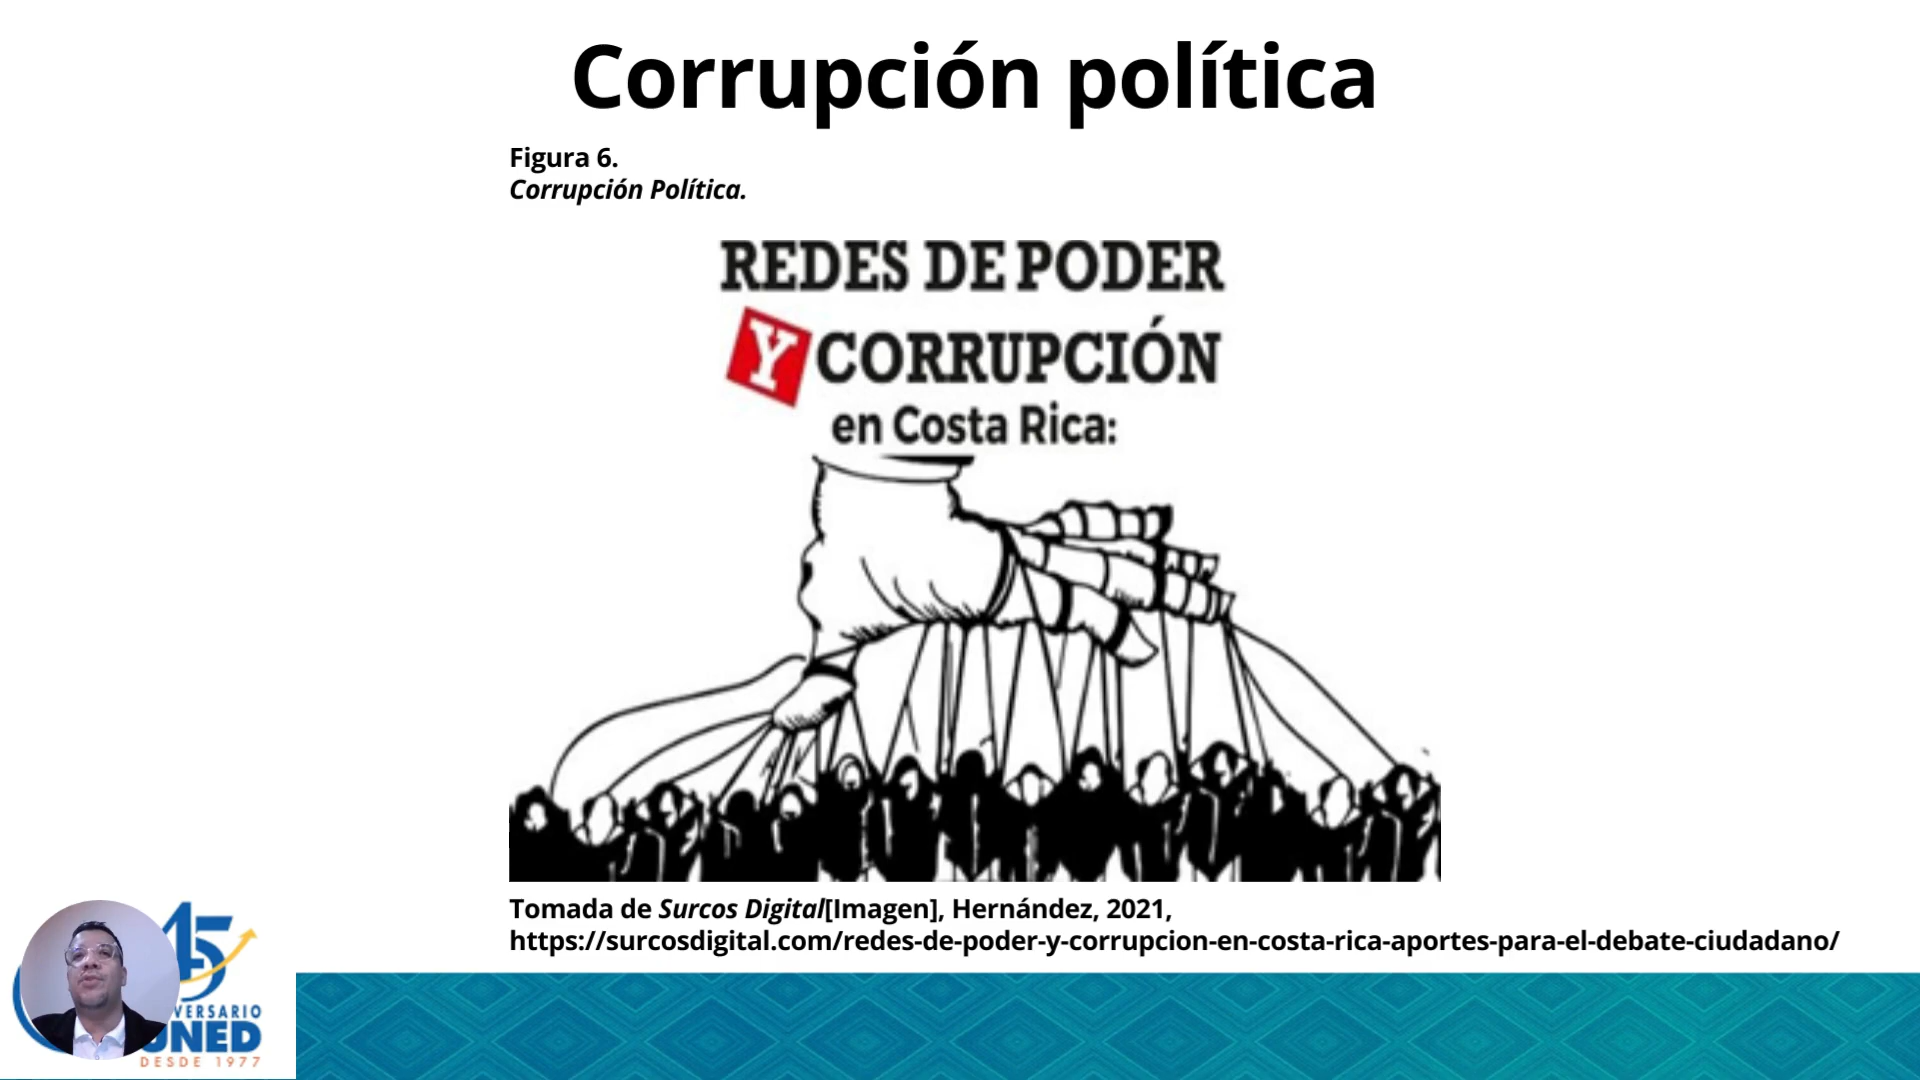 Corrupción política
Figura 6.
Corrupción Política.
REDES DE PODER
Y CORRUPCIÓN
en Costa Rica:
Tomada de Surcos Digital[Imagen], Hernández, 2021,
https://surcosdigital.com/redes-de-poder-y-corrupcion-en-costa-rica-aportes-para-el-debate-ciudadano/
45
VERSARIO
UNED
DESDE 1977